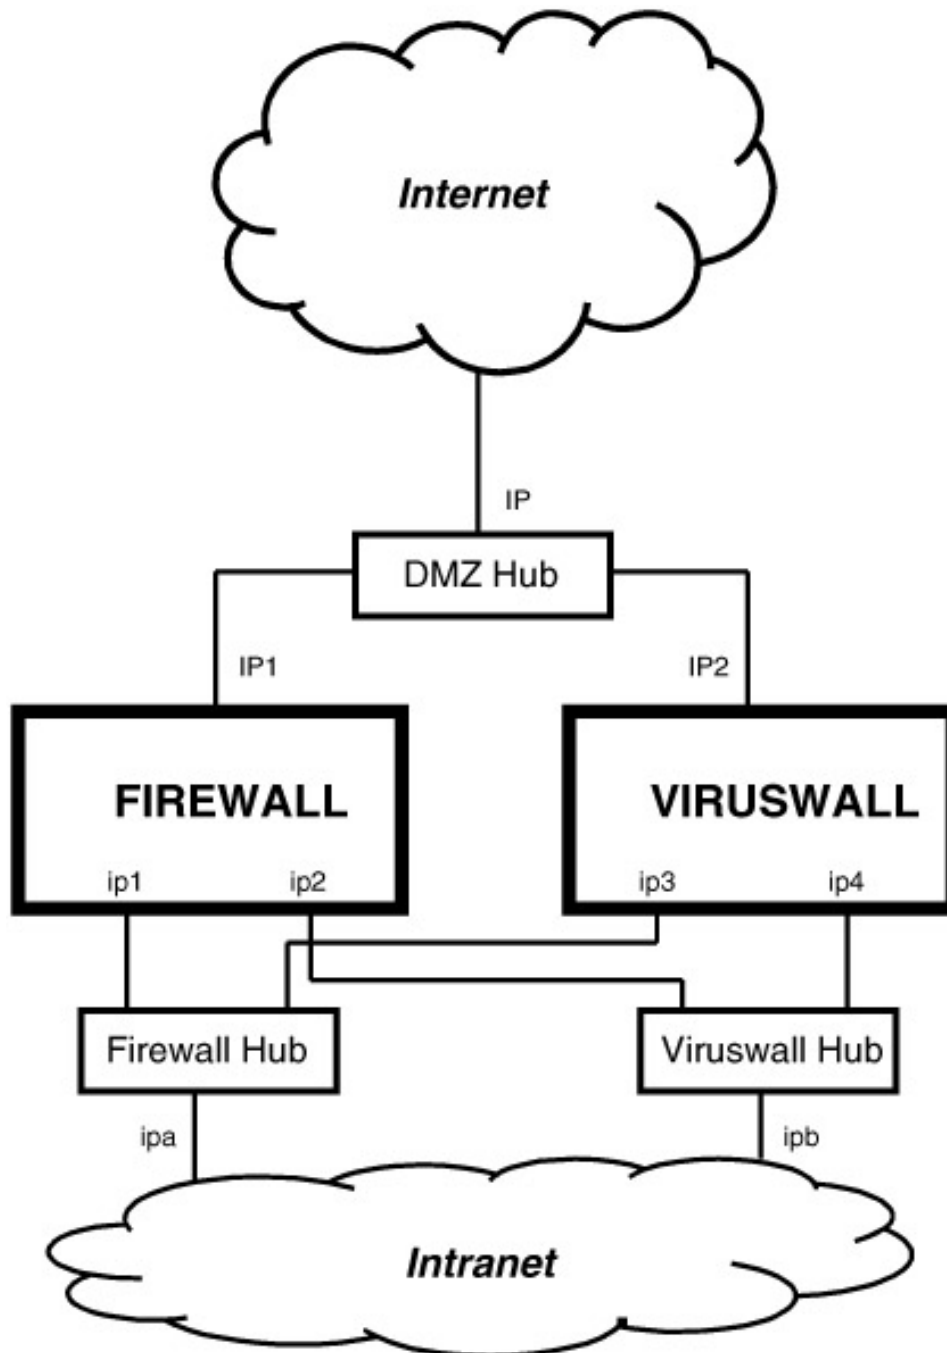 Internet
IP
DMZ Hub
IP1
IP2
FIREWALL
VIRUSWALL
ip1
ip2
ip3
ip4
Firewall Hub
Viruswall Hub
ipa
ipb
Intranet